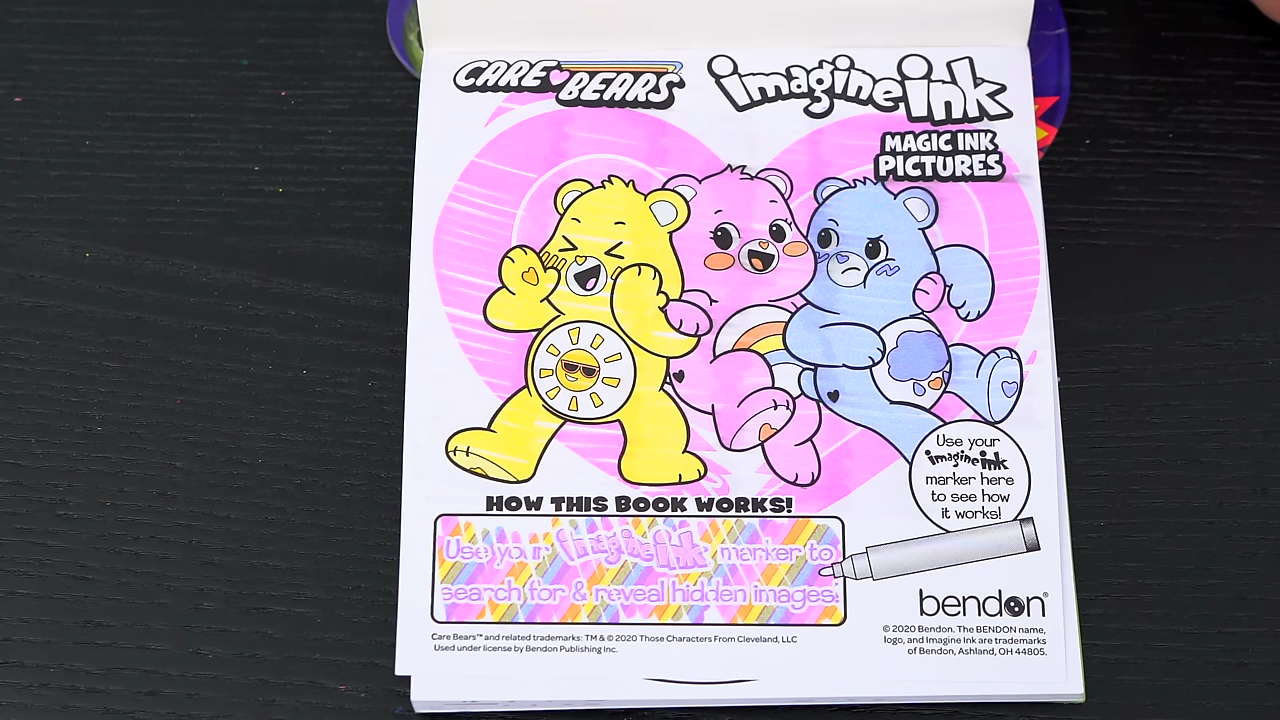 CARE BEARS
imagine ink
MAGIC INK
PICTURES
Use your
imagine ink
marker here
to see how
it works!
HOW THIS BOOK WORKS!
Use your imagine ink marker to
search for & reveal hidden images!
bendon®
Care Bears™ and related trademarks: TM & © 2020 Those Characters From Cleveland, LLC
Used under license by Bendon Publishing Inc.
© 2020 Bendon. The BENDON name,
logo, and Imagine Ink are trademarks
of Bendon, Ashland, OH 44805.